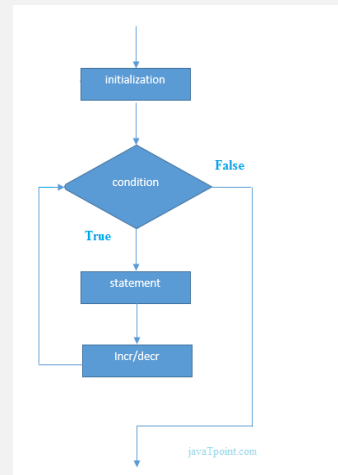 initialization
condition
False
True
statement
Incr/decr
javaTpoint.com